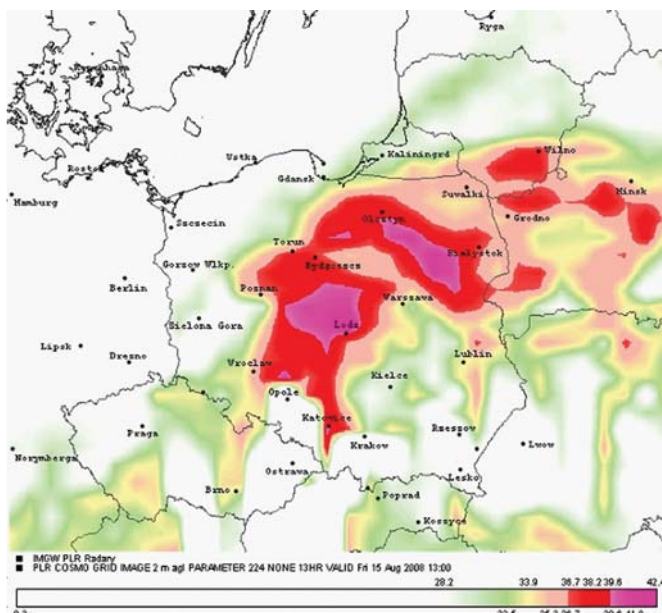 Ryga
Kaliningrd
Wilno
Ustka
Rostok
Gdansk
Suwalki
Minsk
Hamburg
Olsztyn
Grodno
Szczecin
Torun
Bialystok
Bydgoszcz
Gorzow Wlkp.
Berlin
Poznan
Warszawa
Zielona Gora
Lodz
Lipsk
Drezno
Wroclaw
Lublin
Kielce
Opole
Katowice
Praga
Rzeszow
Krakow
Lwow
Norymberga
Ostrava
Lesko
Brno
Poprad
Koszyce
IMGW PLR Radary
PLR COSMO GRID IMAGE 2 m agl PARAMETER 224 NONE 13HR VALID Fri 15 Aug 2008 13:00
28.2 33.9 36.7 38.2 39.6 42.4